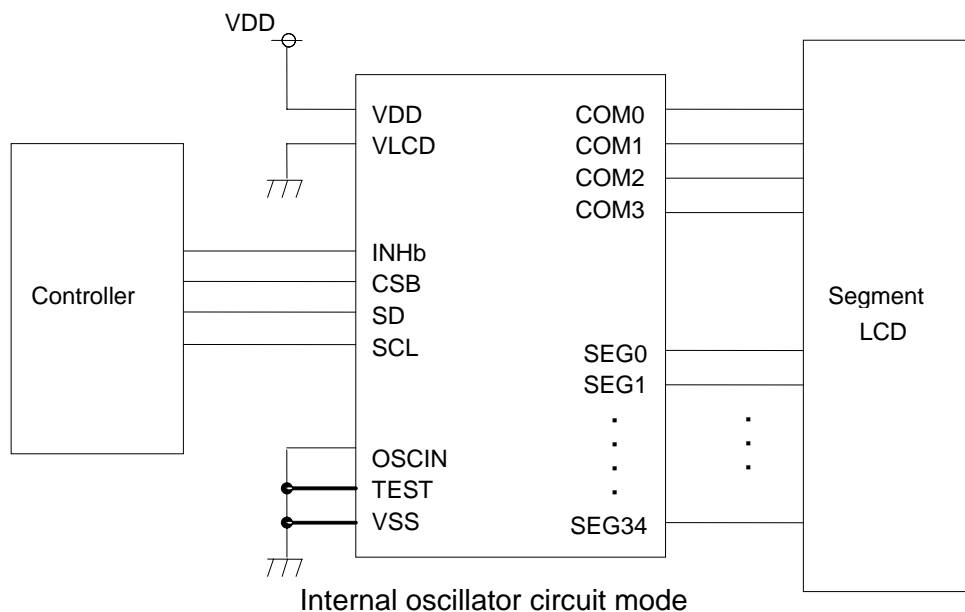 VDD
VDD
VLCD
INHb
CSB
SD
SCL
OSCIN
TEST
VSS
COM0
COM1
COM2
COM3
SEG0
SEG1
SEG34
Controller
Segment
LCD
Internal oscillator circuit mode